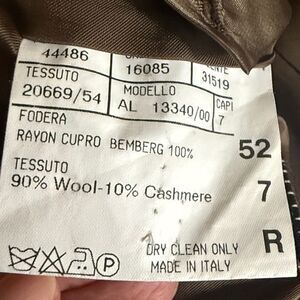 44486
16085
31519
TESSUTO
MODELLO
CAPI
20669/54
AL 13340/00
7
FODERA
RAYON CUPRO BEMBERG 100%
52
TESSUTO
90% Wool-10% Cashmere
7
R
P
DRY CLEAN ONLY
MADE IN ITALY